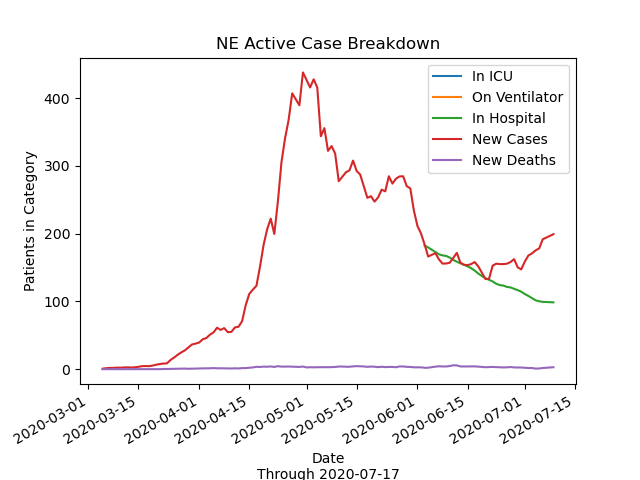 NE Active Case Breakdown
Patients in Category
400
300
200
100
0
In ICU
On Ventilator
In Hospital
New Cases
New Deaths
2020-03-01
2020-03-15
2020-04-01
2020-04-15
2020-05-01
2020-05-15
2020-06-01
2020-06-15
2020-07-01
2020-07-15
Date
Through 2020-07-17